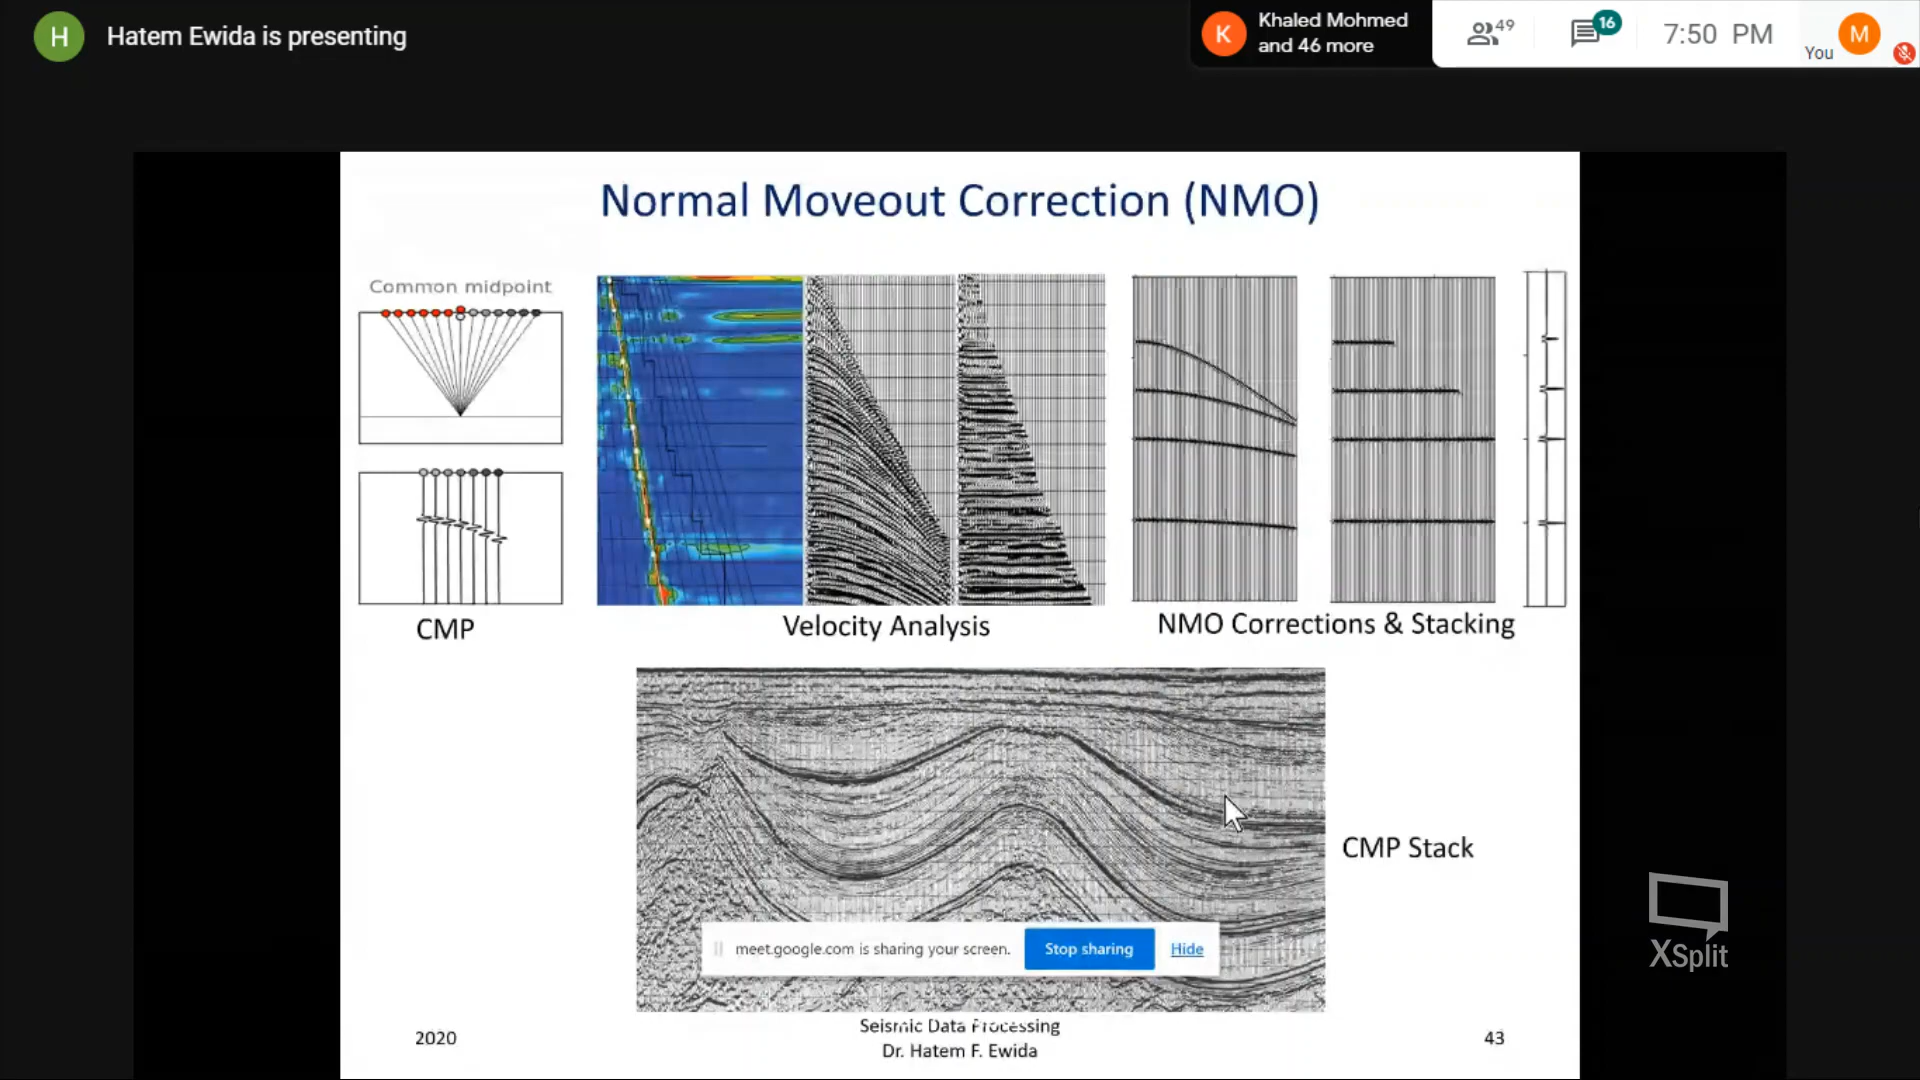 H
Hatem Ewida is presenting
K
Khaled Mohmed
and 46 more
49
16
7:50 PM
You
M
Normal Moveout Correction (NMO)
Common midpoint
CMP
Velocity Analysis
NMO Corrections & Stacking
CMP Stack
meet.google.com is sharing your screen.
Stop sharing
Hide
XSplit
2020
Seismic Data Processing
Dr. Hatem F. Ewida
43